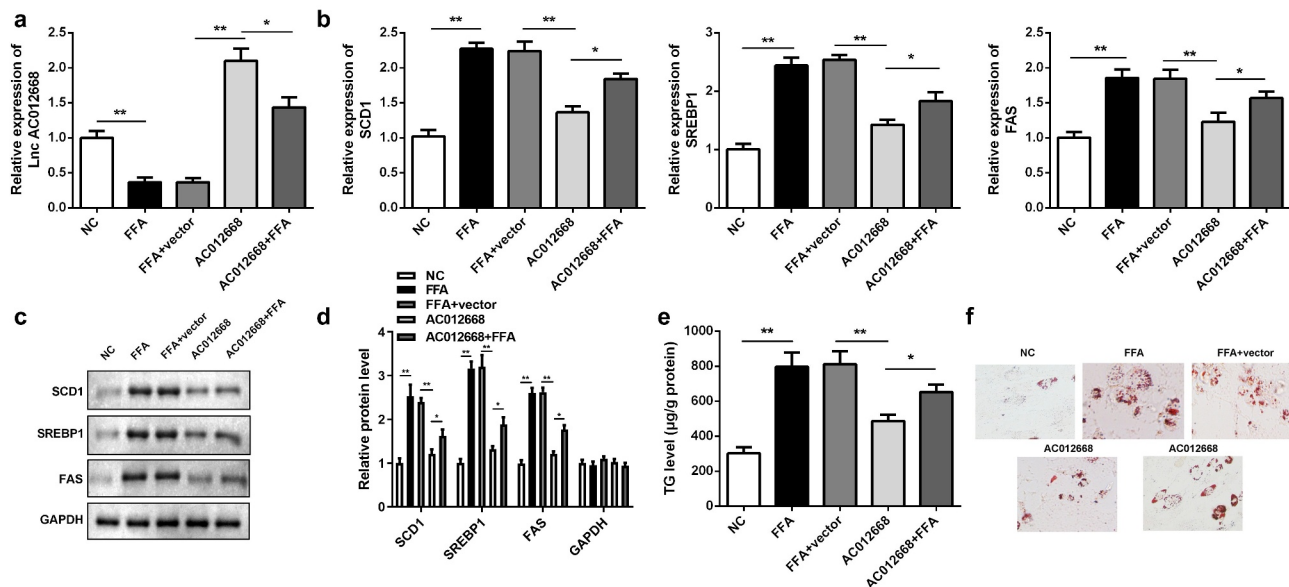 a
Relative expression of
Lnc AC012668
2.5
2.0
1.5
1.0
0.5
0.0
**
**
*
NC
FFA
FFA+vector
AC012668
AC012668+FFA
b
Relative expression of
SCD1
2.5
2.0
1.5
1.0
0.5
0.0
**
**
*
NC
FFA
FFA+vector
AC012668
AC012668+FFA
Relative expression of
SREBP1
3
2
1
0
**
**
*
NC
FFA
FFA+vector
AC012668
AC012668+FFA
Relative expression of
FAS
2.5
2.0
1.5
1.0
0.5
0.0
**
**
*
NC
FFA
FFA+vector
AC012668
AC012668+FFA
c
NC
FFA
FFA+vector
AC012668
AC012668+FFA
SCD1
SREBP1
FAS
GAPDH
d
NC
FFA
FFA+vector
AC012668
AC012668+FFA
Relative protein level
4
3
2
1
0
**
**
*
**
**
*
**
**
*
SCD1
SREBP1
FAS
GAPDH
e
TG level (μg/g protein)
1000
800
600
400
200
0
**
**
*
NC
FFA
FFA+vector
AC012668
AC012668+FFA
f
NC
FFA
FFA+vector
AC012668
AC012668